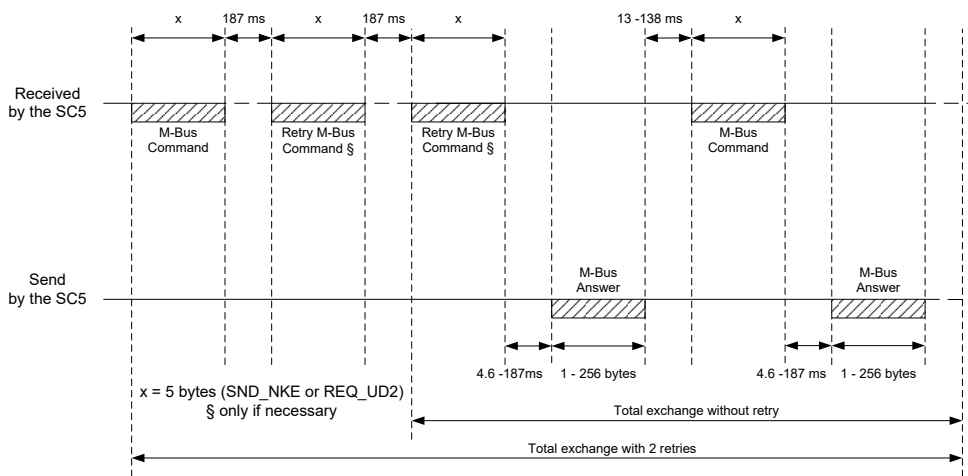 x 187 ms x 187 ms x 13 -138 ms x
Received
by the SC5
M-Bus
Command
Retry M-Bus
Command §
Retry M-Bus
Command §
M-Bus
Command
Send
by the SC5
M-Bus
Answer
M-Bus
Answer
4.6 -187ms 1 - 256 bytes 4.6 -187 ms 1 - 256 bytes
x = 5 bytes (SND_NKE or REQ_UD2)
§ only if necessary
Total exchange without retry
Total exchange with 2 retries